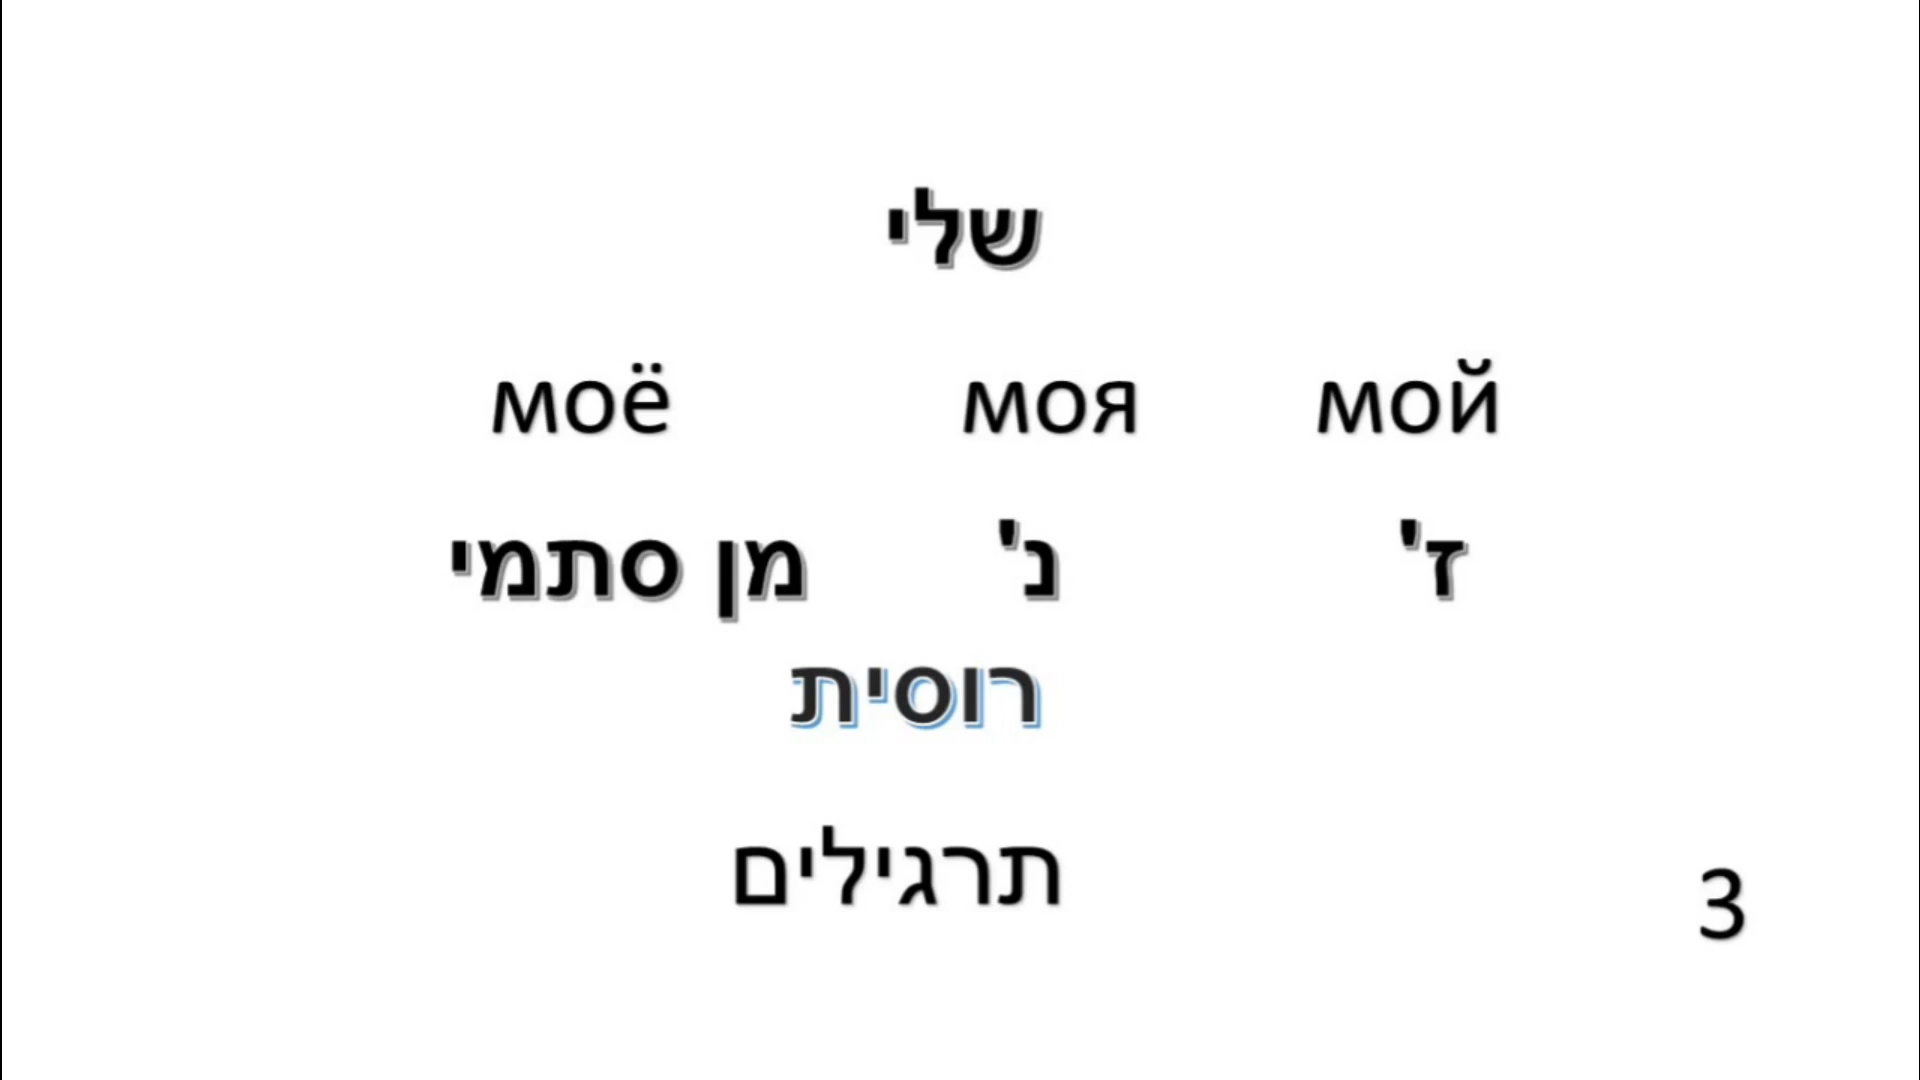 שלי
мой моя моё
ז' נ' מן סתמי
רוסית
תרגילים
3